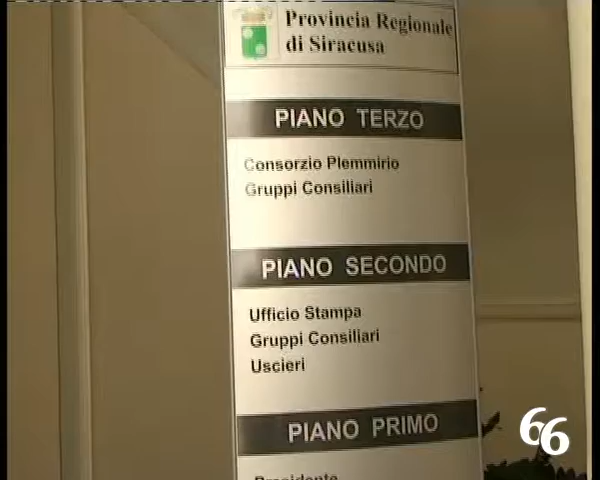 Provincia Regionale
di Siracusa
PIANO TERZO
Consorzio Plemmirio
Gruppi Consiliari
PIANO SECONDO
Ufficio Stampa
Gruppi Consiliari
Uscieri
PIANO PRIMO
Presidente
66